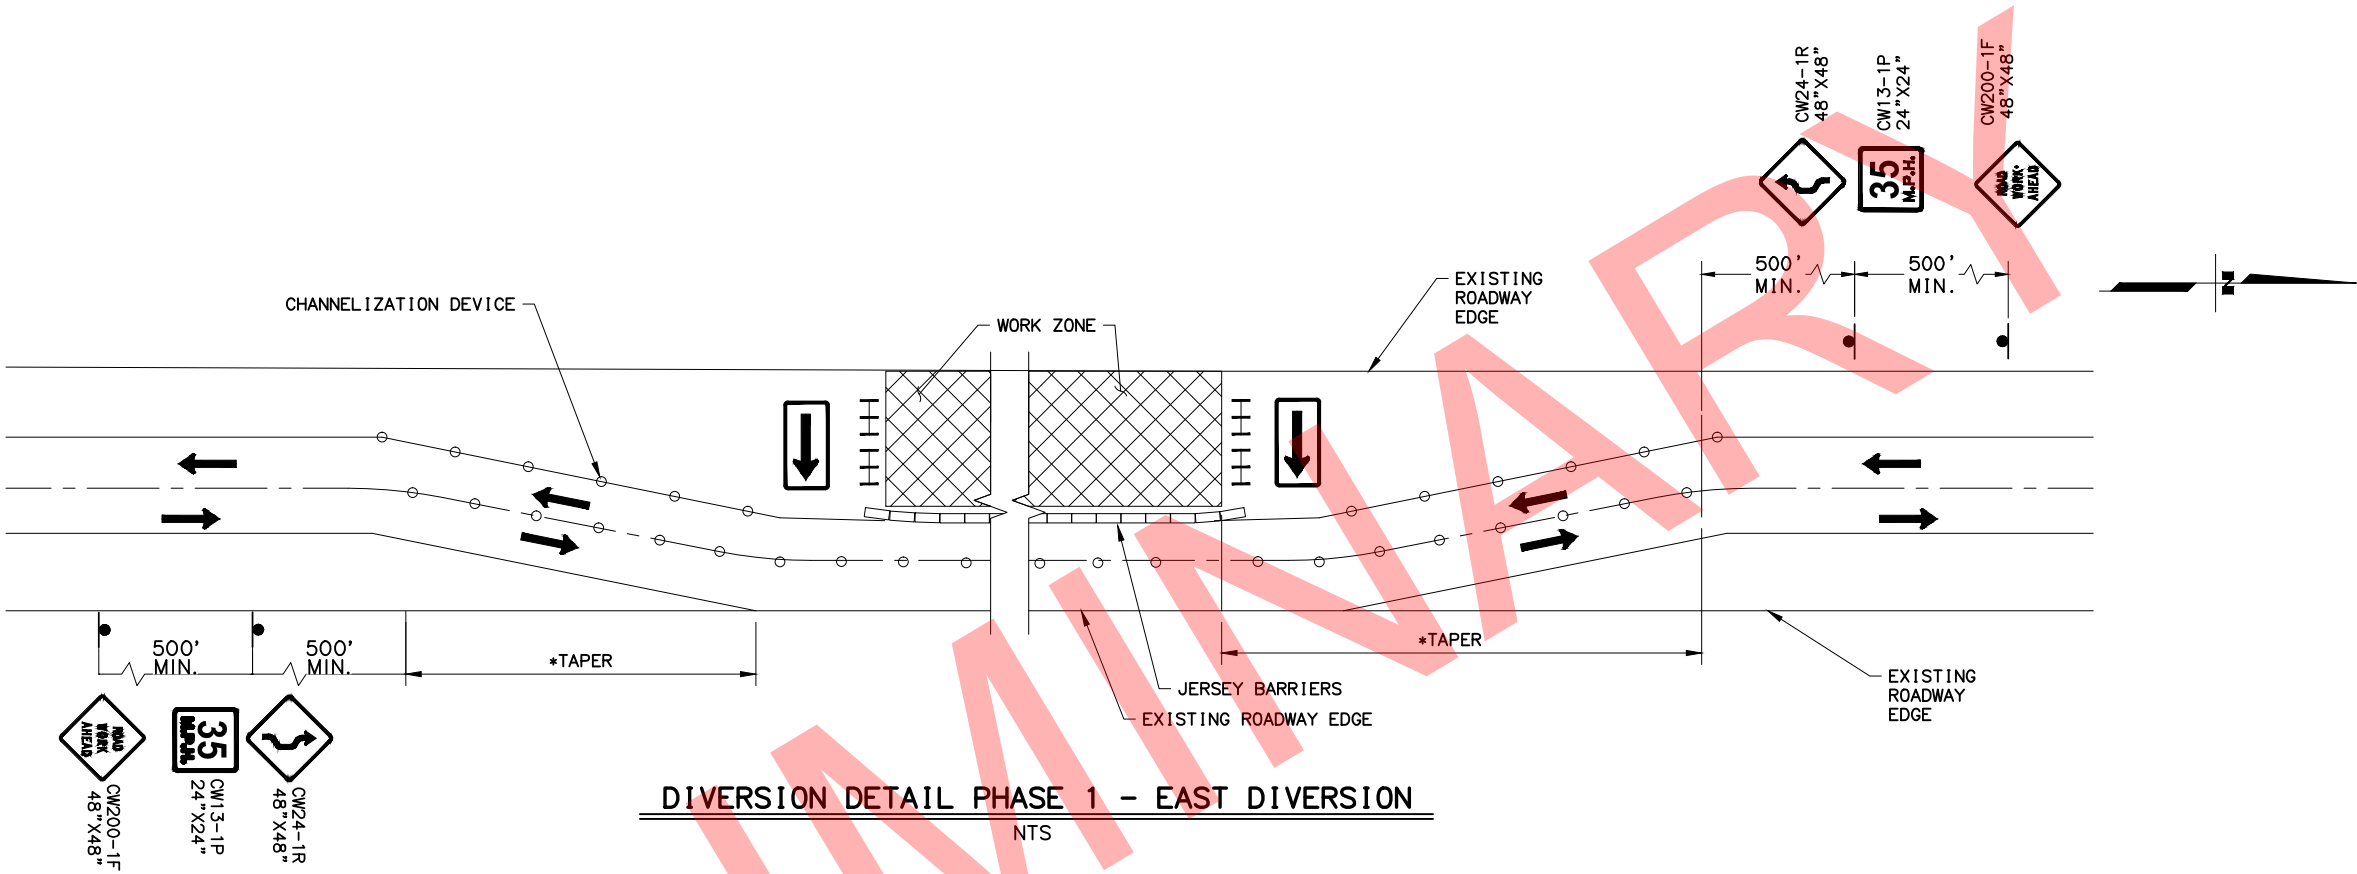 CW24-1R
48"X48"
CW13-1P
24"X24"
CW200-1F
48"X48"
35
M.P.H.
ROAD
WORK
AHEAD
500'
MIN.
500'
MIN.
N
EXISTING
ROADWAY
EDGE
CHANNELIZATION DEVICE
WORK ZONE
500'
MIN.
500'
MIN.
*TAPER
*TAPER
JERSEY BARRIERS
EXISTING ROADWAY EDGE
EXISTING
ROADWAY
EDGE
ROAD
WORK
AHEAD
35
M.P.H.
CW200-1F
48"X48"
CW13-1P
24"X24"
CW24-1R
48"X48"
DIVERSION DETAIL PHASE 1 - EAST DIVERSION
NTS
MINARY